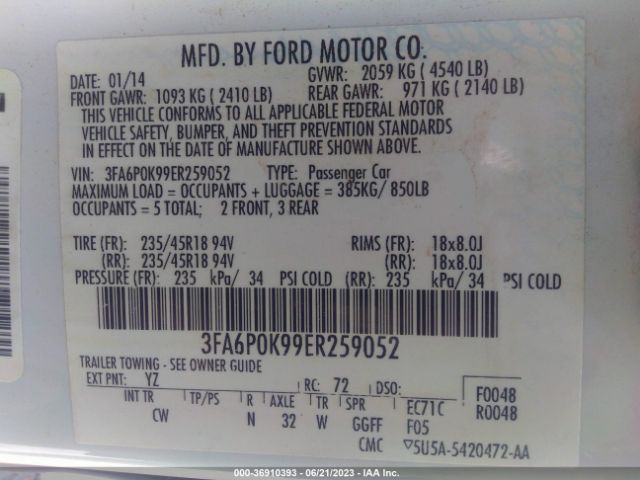 MFD. BY FORD MOTOR CO.
DATE: 01/14
GVWR: 2059 KG ( 4540 LB)
FRONT GAWR: 1093 KG ( 2410 LB)
REAR GAWR: 971 KG ( 2140 LB)
THIS VEHICLE CONFORMS TO ALL APPLICABLE FEDERAL MOTOR
VEHICLE SAFETY, BUMPER, AND THEFT PREVENTION STANDARDS
IN EFFECT ON THE DATE OF MANUFACTURE SHOWN ABOVE.
VIN: 3FA6P0K99ER259052 TYPE: Passenger Car
MAXIMUM LOAD = OCCUPANTS + LUGGAGE = 385KG/ 850LB
OCCUPANTS = 5 TOTAL; 2 FRONT, 3 REAR
TIRE (FR): 235/45R18 94V RIMS (FR): 18x8.0J
(RR): 235/45R18 94V (RR): 18x8.0J
PRESSURE (FR): 235 kPa/ 34 PSI COLD (RR): 235 kPa/ 34 PSI COLD
3FA6P0K99ER259052
TRAILER TOWING - SEE OWNER GUIDE
EXT PNT: YZ RC: 72 DSO: F0048
INT TR TP/PS R AXLE TR SPR EC71C R0048
CW N 32 W GGFF F05
CMC ▽5U5A-5420472-AA
000-36910393 - 06/21/2023 - IAA Inc.